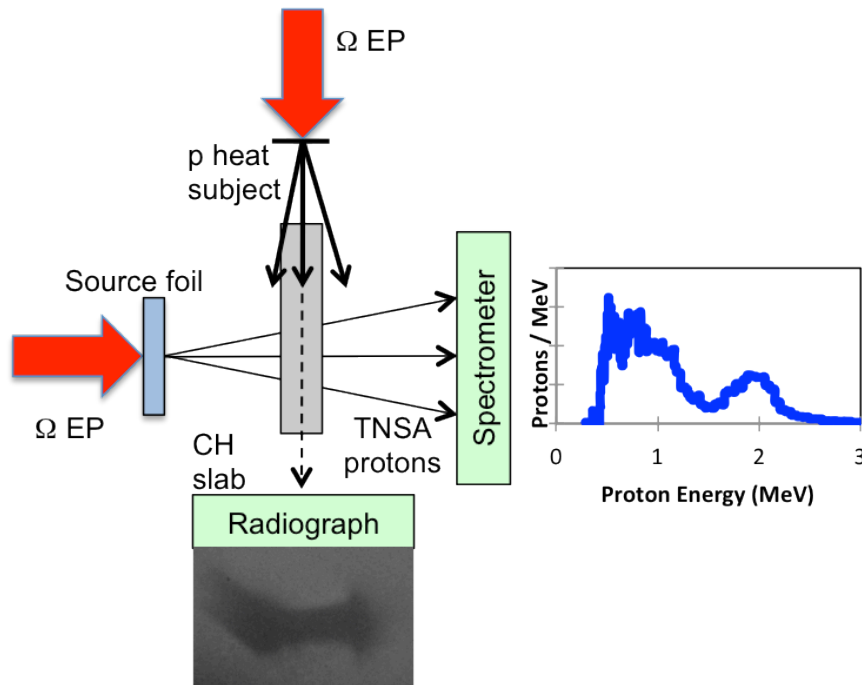 Ω EP
p heat
subject
Source foil
Ω EP
CH
slab
TNSA
protons
Spectrometer
Radiograph
Protons / MeV
0 1 2 3
Proton Energy (MeV)